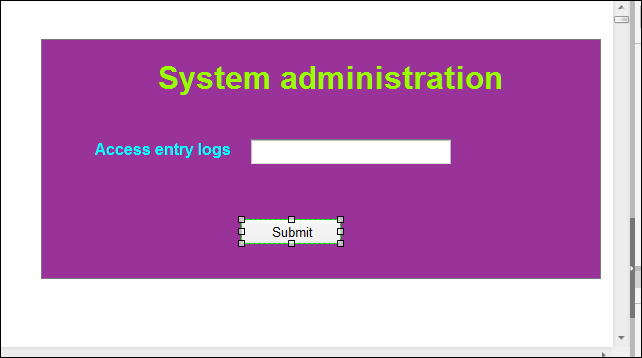 System administration
Access entry logs
Submit